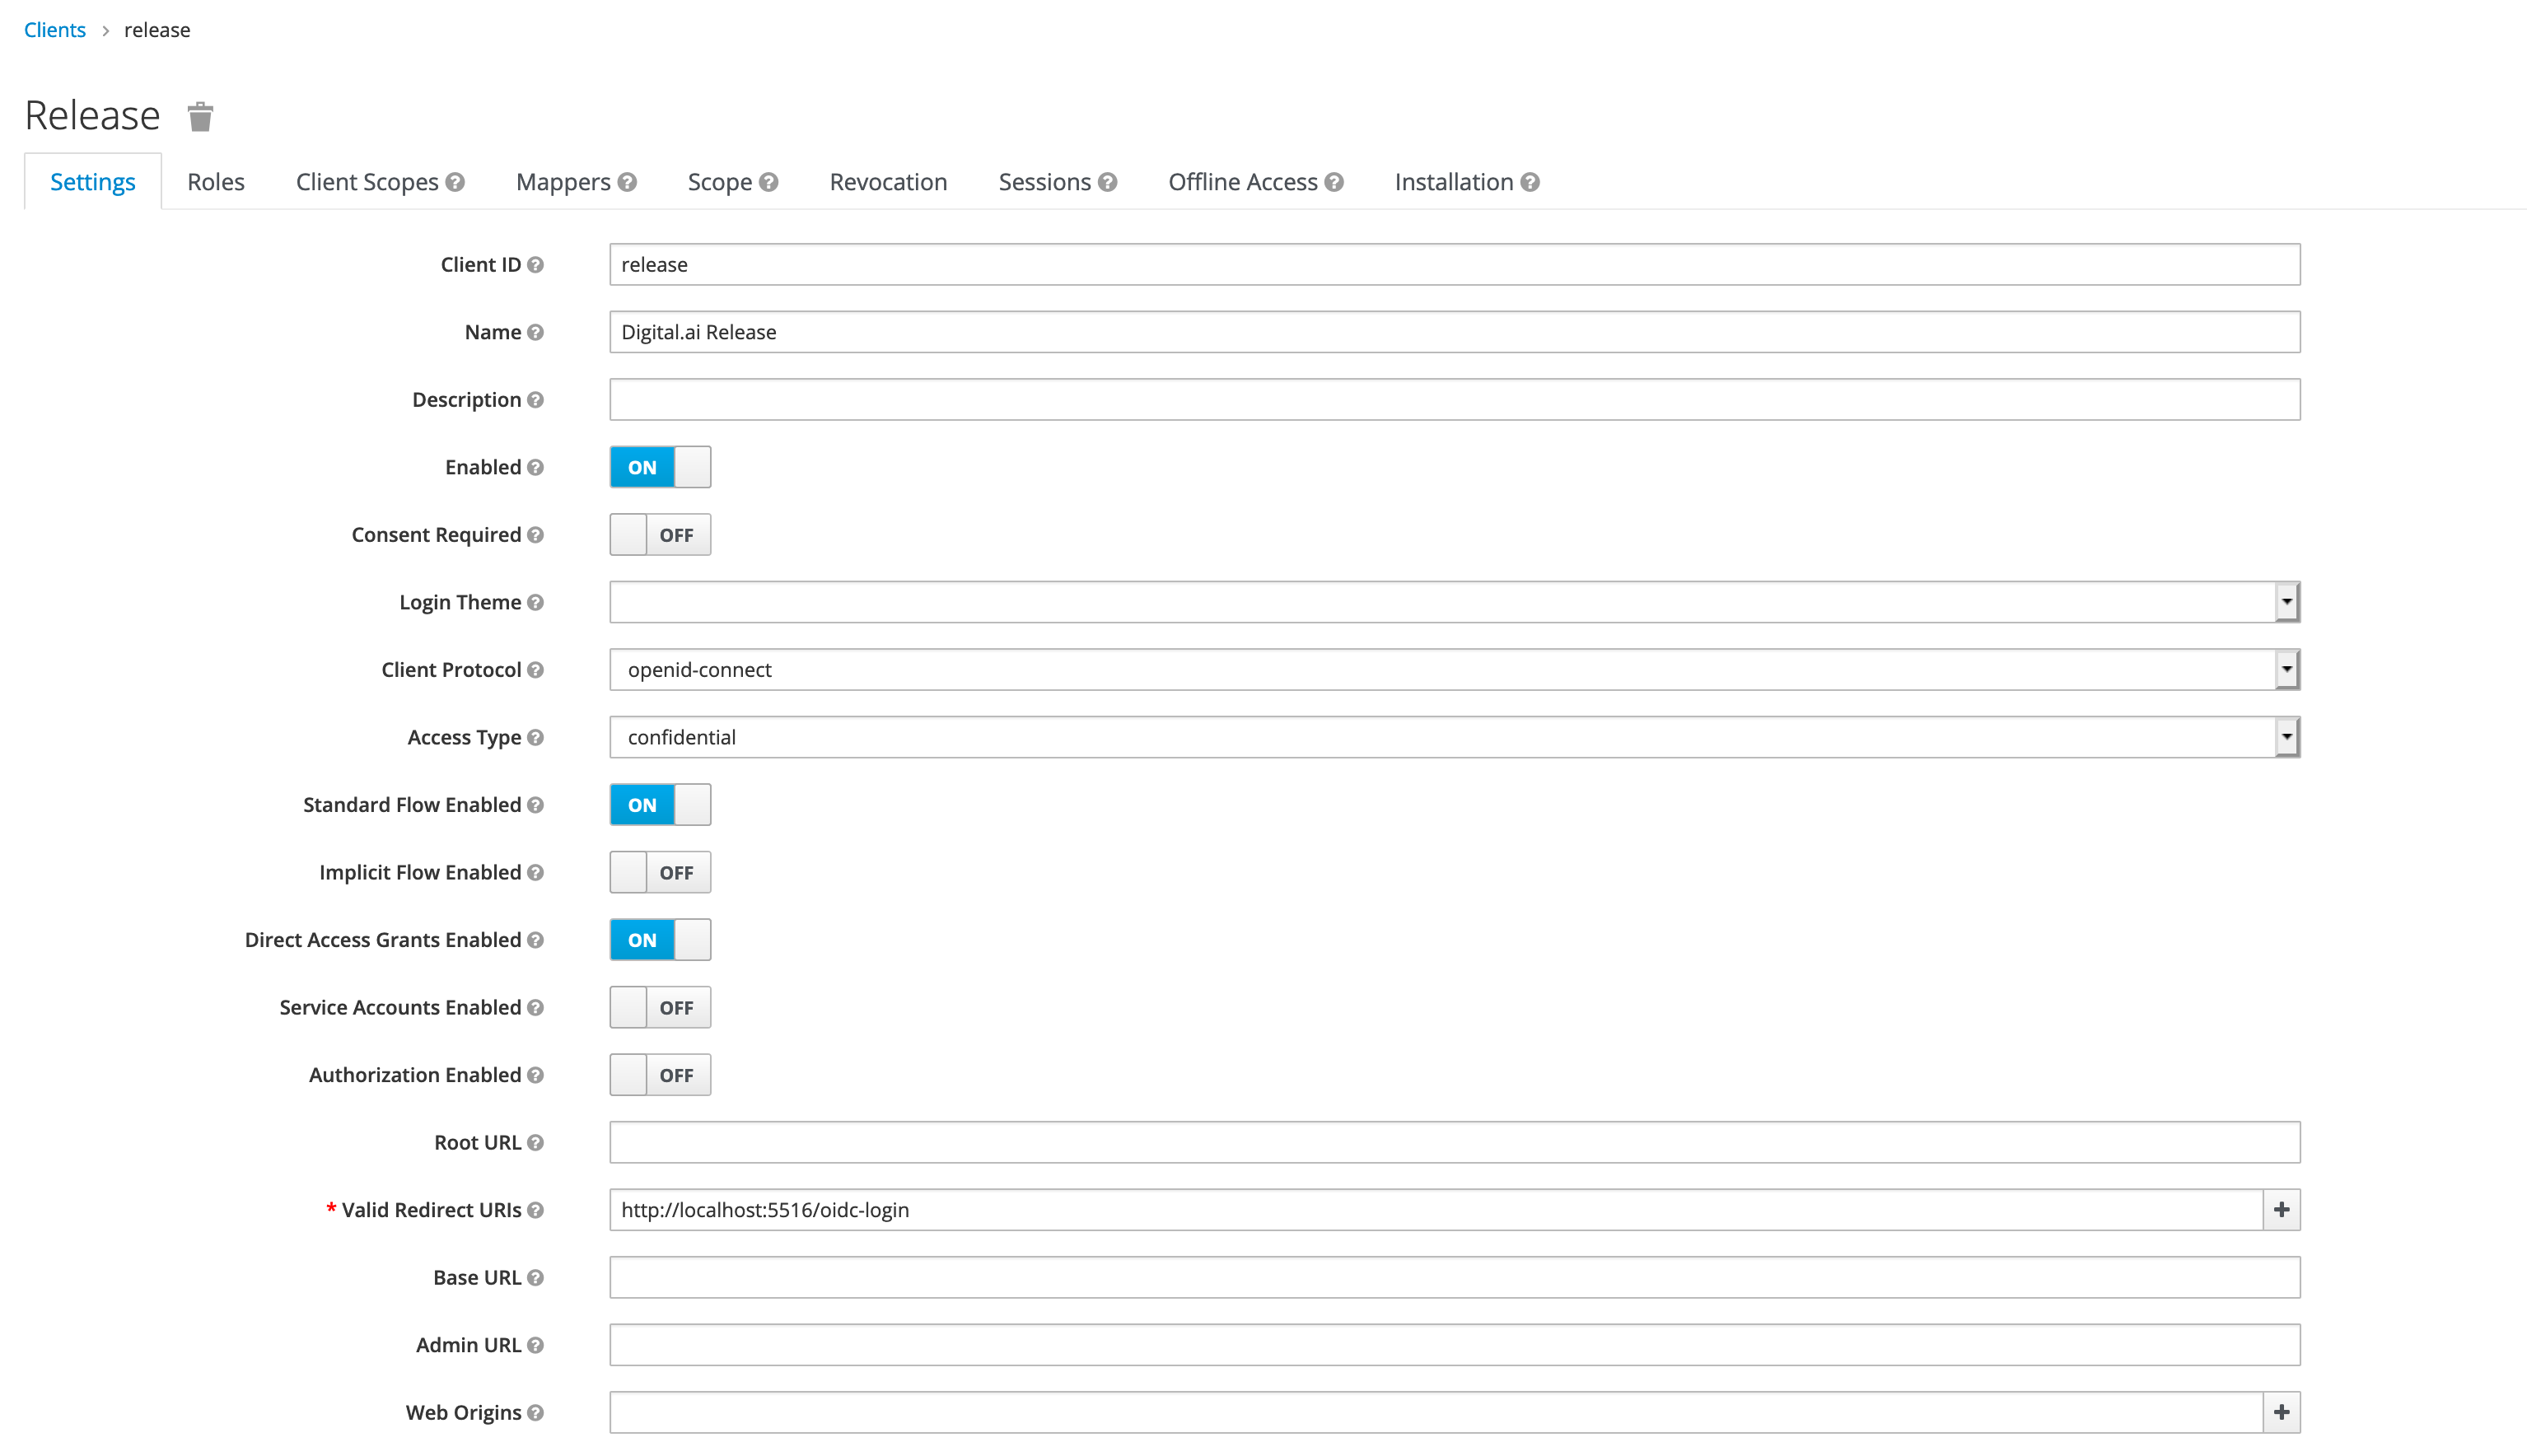 Clients > release
Release
Settings Roles Client Scopes Mappers Scope Revocation Sessions Offline Access Installation
Client ID release
Name Digital.ai Release
Description
Enabled ON
Consent Required OFF
Login Theme
Client Protocol openid-connect
Access Type confidential
Standard Flow Enabled ON
Implicit Flow Enabled OFF
Direct Access Grants Enabled ON
Service Accounts Enabled OFF
Authorization Enabled OFF
Root URL
* Valid Redirect URIs http://localhost:5516/oidc-login
Base URL
Admin URL
Web Origins